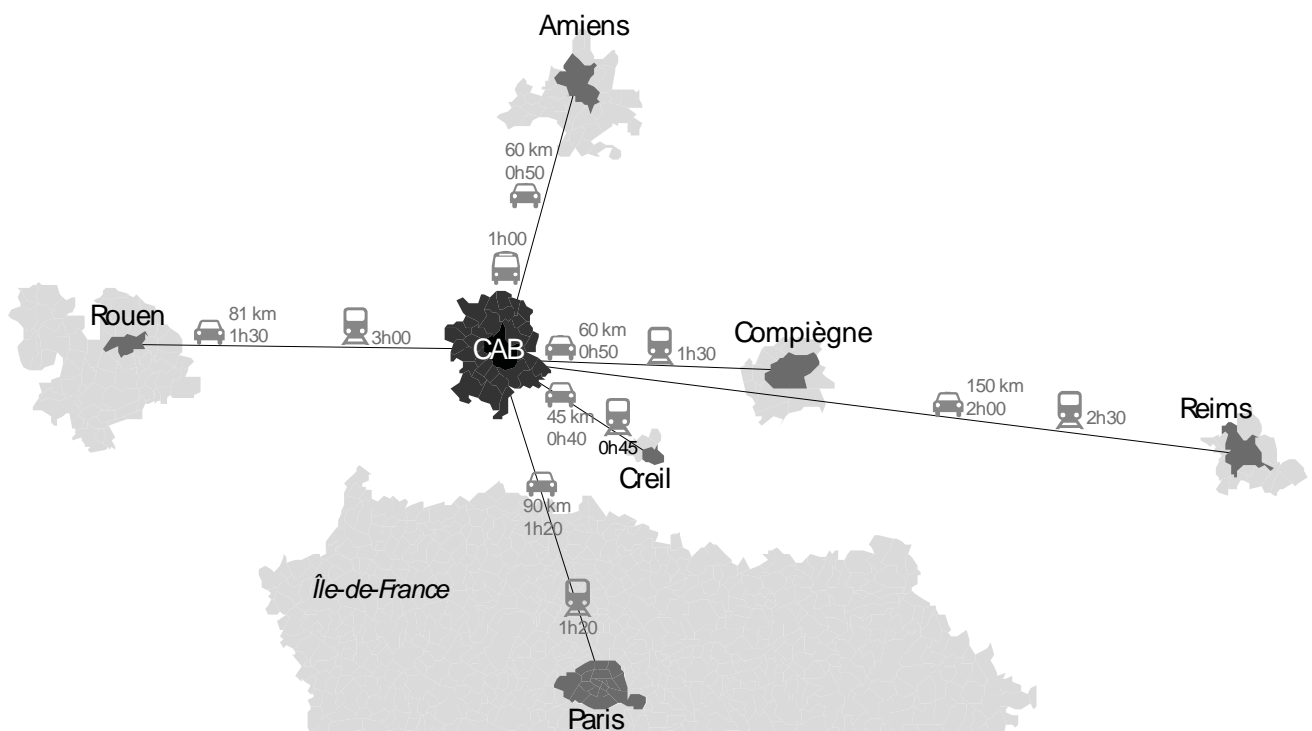 Amiens
60 km
0h50
1h00
Rouen
81 km
1h30
3h00
CAB
60 km
0h50
1h30
Compiègne
150 km
2h00
2h30
Reims
45 km
0h40
0h45
Creil
90 km
1h20
Île-de-France
1h20
Paris